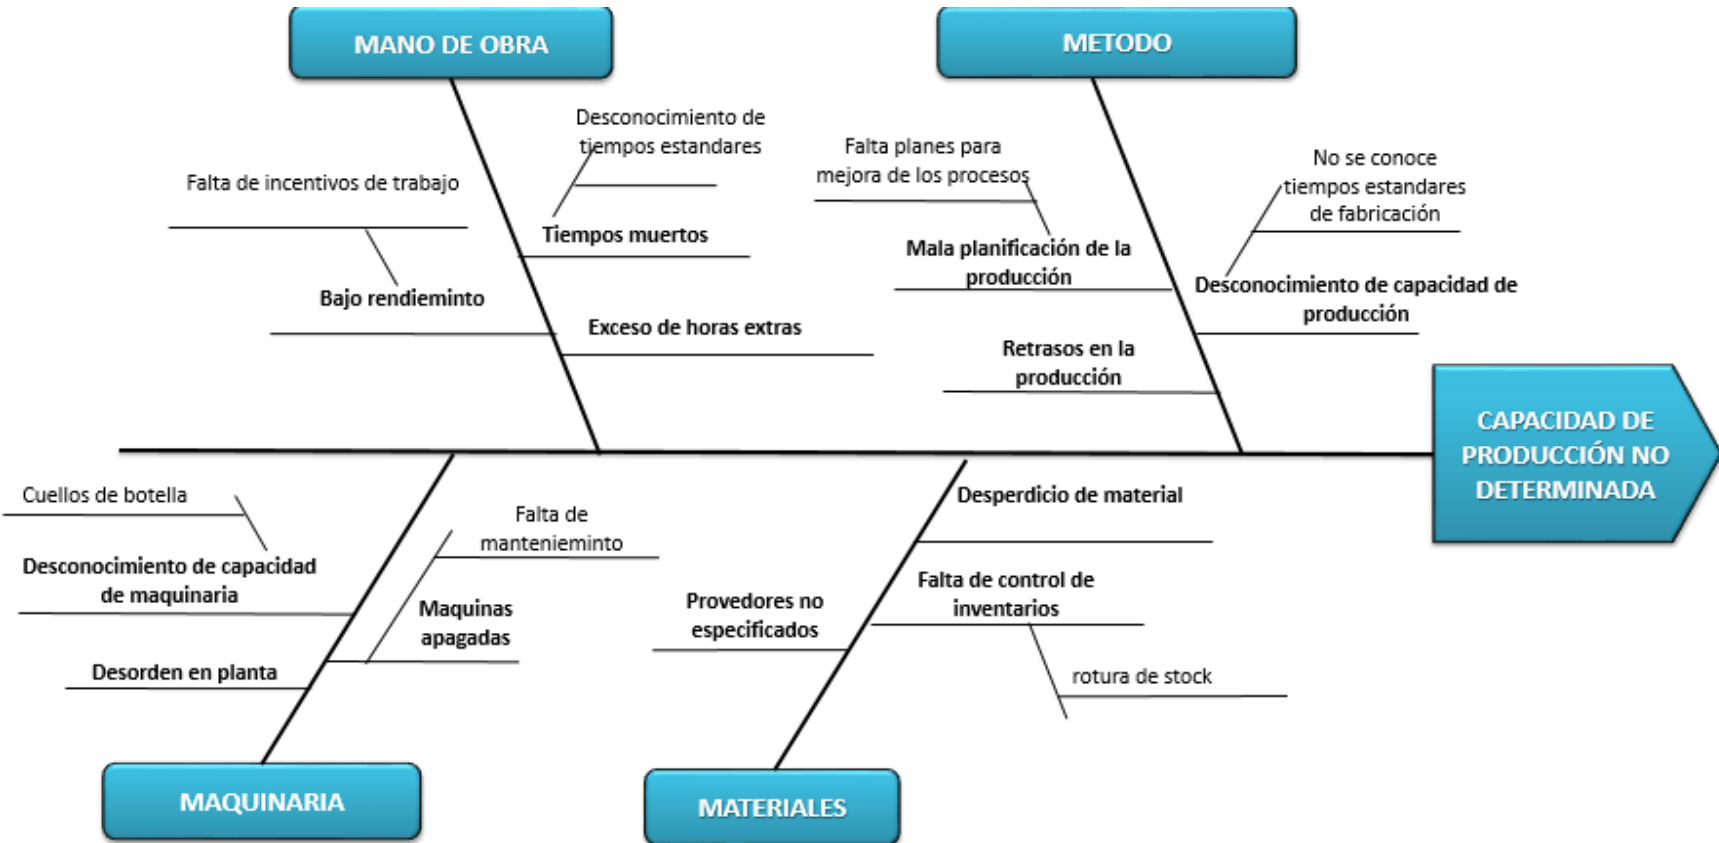 MANO DE OBRA
METODO
Desconocimiento de
tiempos estandares
Falta de incentivos de trabajo
Tiempos muertos
Bajo rendieminto
Exceso de horas extras
Falta planes para
mejora de los procesos
No se conoce
tiempos estandares
de fabricación
Mala planificación de la
producción
Desconocimiento de capacidad de
producción
Retrasos en la
producción
CAPACIDAD DE
PRODUCCIÓN NO
DETERMINADA
Cuellos de botella
Falta de
mantenieminto
Desconocimiento de capacidad
de maquinaria
Maquinas
apagadas
Desorden en planta
Desperdicio de material
Falta de control de
inventarios
Provedores no
especificados
rotura de stock
MAQUINARIA
MATERIALES